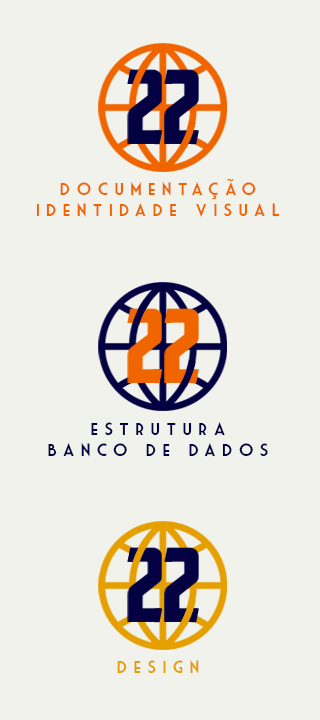 22
DOCUMENTAÇÃO
IDENTIDADE VISUAL
22
ESTRUTURA
BANCO DE DADOS
22
DESIGN